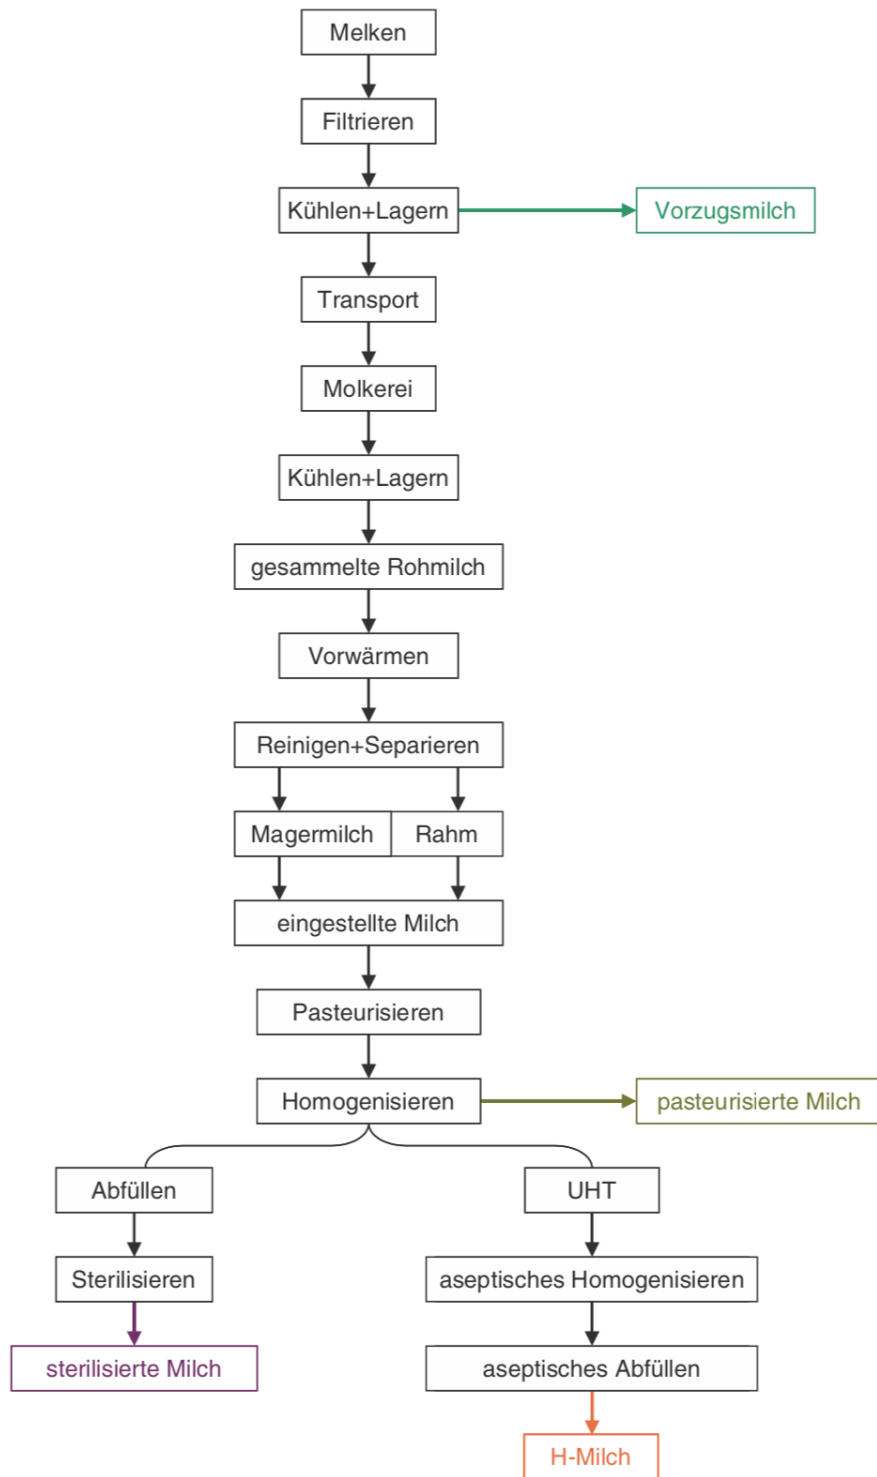 Melken
Filtrieren
Kühlen+Lagern
Vorzugsmilch
Transport
Molkerei
Kühlen+Lagern
gesammelte Rohmilch
Vorwärmen
Reinigen+Separieren
Magermilch
Rahm
eingestellte Milch
Pasteurisieren
Homogenisieren
pasteurisierte Milch
Abfüllen
UHT
Sterilisieren
aseptisches Homogenisieren
sterilisierte Milch
aseptisches Abfüllen
H-Milch